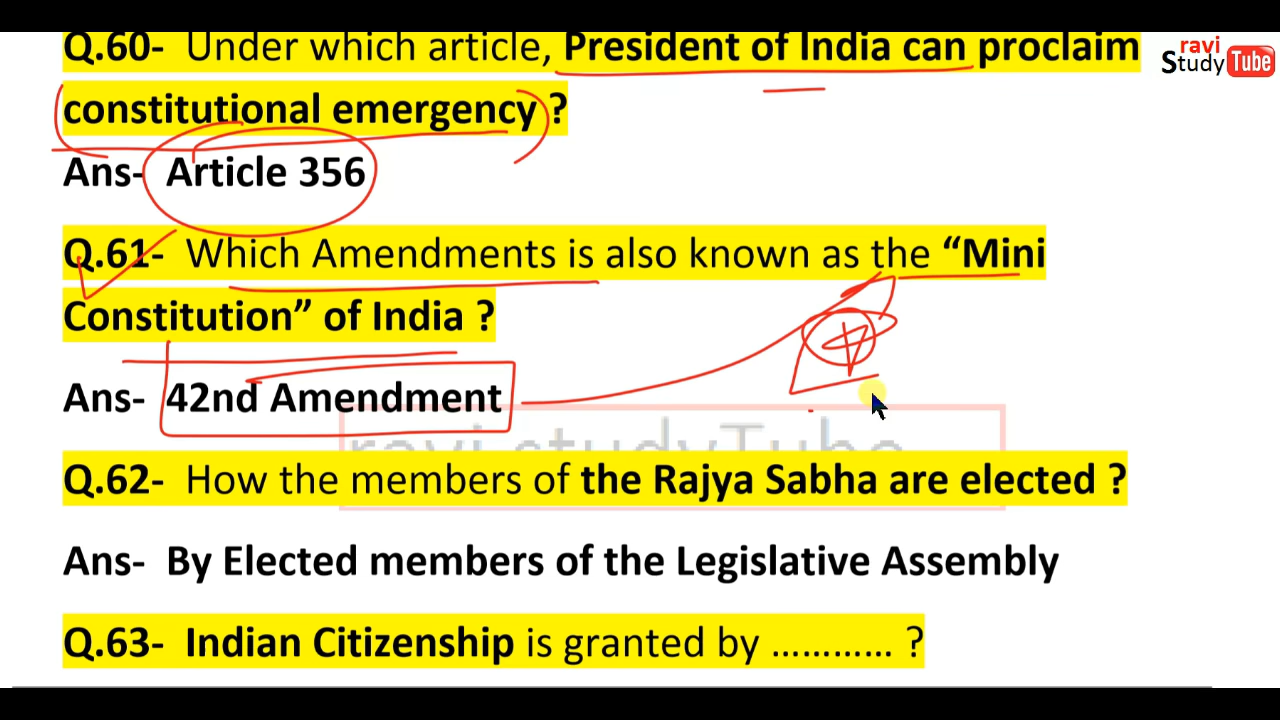 Q.60- Under which article, President of India can proclaim
ravi
Study Tube
constitutional emergency ?
Ans- Article 356
Q.61- Which Amendments is also known as the “Mini
Constitution” of India ?
Ans- 42nd Amendment
ravi studyTube
Q.62- How the members of the Rajya Sabha are elected ?
Ans- By Elected members of the Legislative Assembly
Q.63- Indian Citizenship is granted by ………… ?